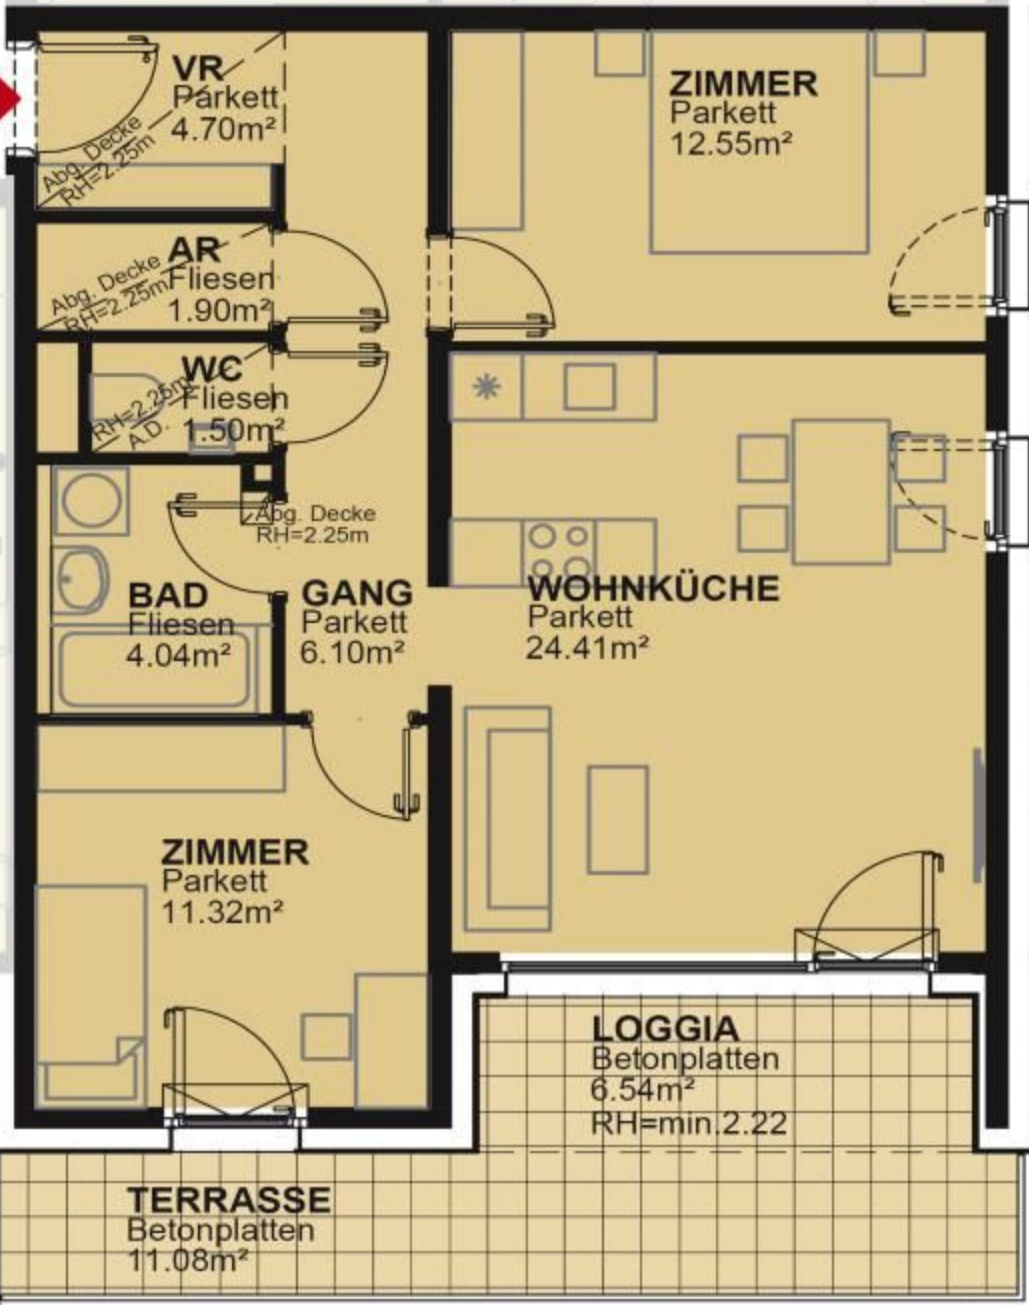 VR
Parkett
4.70m²
Abg. Decke
RH=2.25m
ZIMMER
Parkett
12.55m²
AR
Fliesen
1.90m²
Abg. Decke
RH=2.25m
WC
Fliesen
1.50m²
RH=2.25m
A.D.
Abg. Decke
RH=2.25m
BAD
Fliesen
4.04m²
GANG
Parkett
6.10m²
WOHNKÜCHE
Parkett
24.41m²
ZIMMER
Parkett
11.32m²
LOGGIA
Betonplatten
6.54m²
RH=min.2.22
TERRASSE
Betonplatten
11.08m²